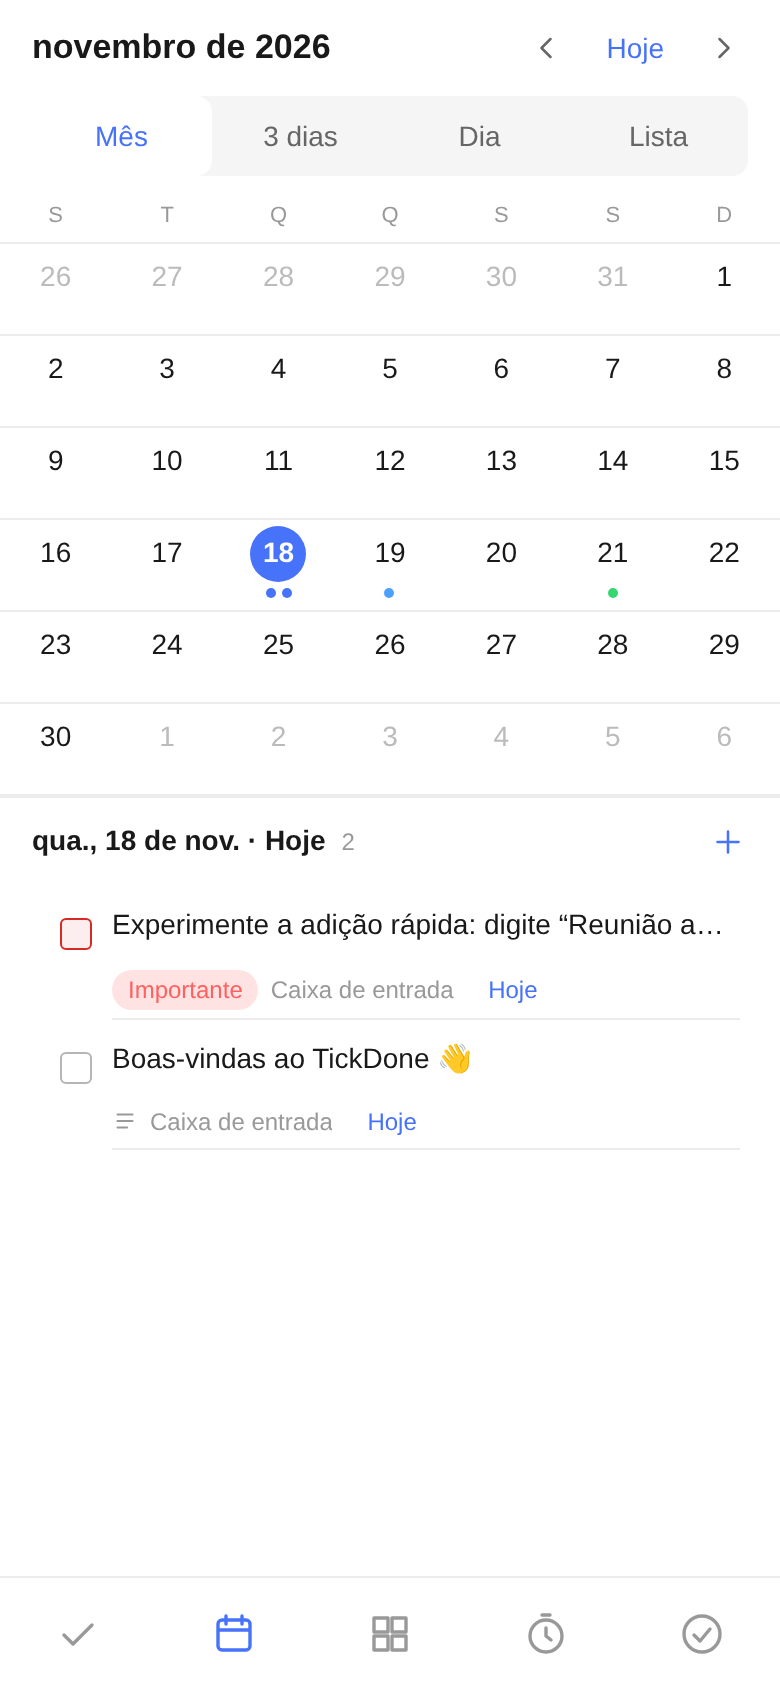 novembro de 2026
Hoje
Mês 3 dias Dia Lista
S T Q Q S S D
26 27 28 29 30 31 1
2 3 4 5 6 7 8
9 10 11 12 13 14 15
16 17 18 19 20 21 22
23 24 25 26 27 28 29
30 1 2 3 4 5 6
qua., 18 de nov. · Hoje 2
Experimente a adição rápida: digite “Reunião a…
Importante Caixa de entrada Hoje
Boas-vindas ao TickDone 👋
Caixa de entrada Hoje